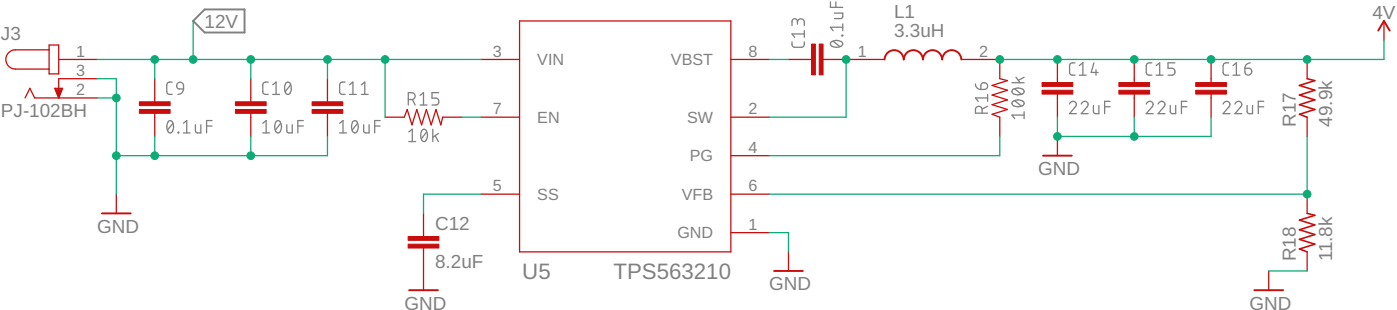 J3
1
3
2
PJ-102BH
12V
C9
0.1uF
C10
10uF
C11
10uF
R15
10k
GND
3
VIN
7
EN
5
SS
C12
8.2uF
GND
U5
TPS563210
VBST
8
SW
2
PG
4
VFB
6
GND
1
GND
C13
0.1uF
L1
3.3uH
1
2
R16
100k
C14
22uF
C15
22uF
C16
22uF
GND
4V
R17
49.9k
R18
11.8k
GND